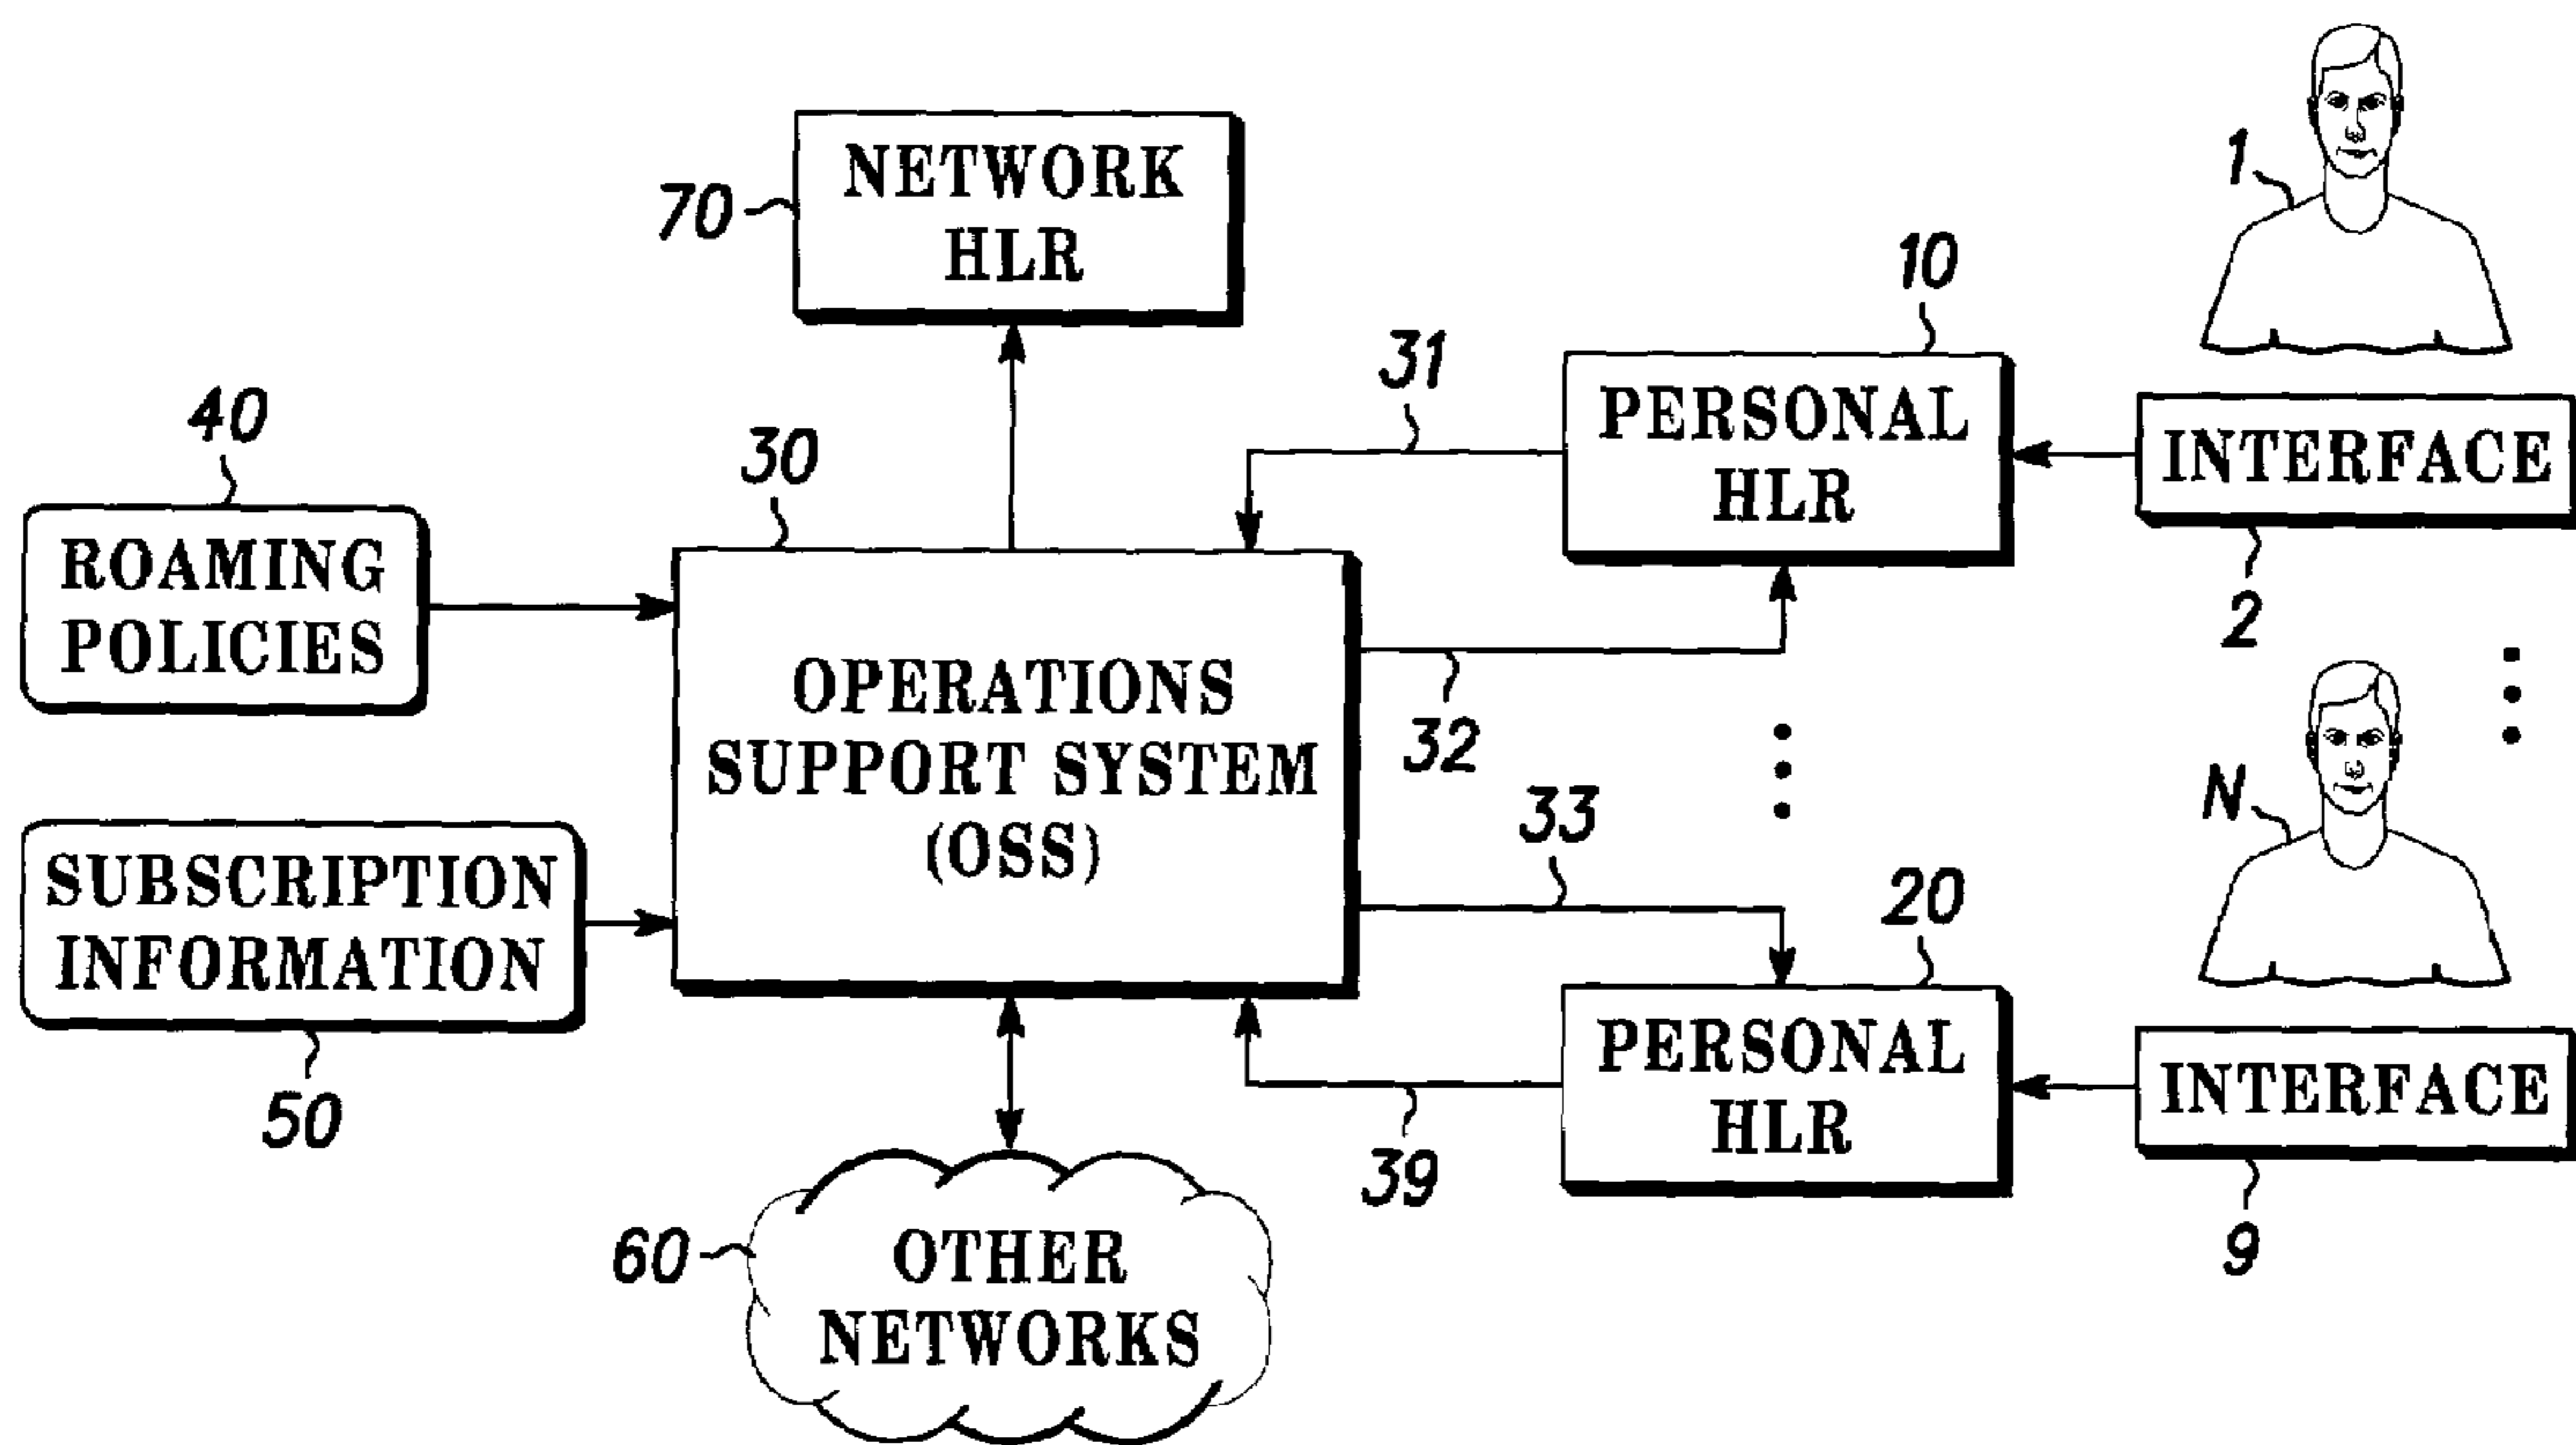 NETWORK
HLR
70
1
10
PERSONAL
HLR
31
INTERFACE
2
40
ROAMING
POLICIES
30
OPERATIONS
SUPPORT SYSTEM
(OSS)
32
33
N
SUBSCRIPTION
INFORMATION
50
20
PERSONAL
HLR
39
INTERFACE
9
60
OTHER
NETWORKS